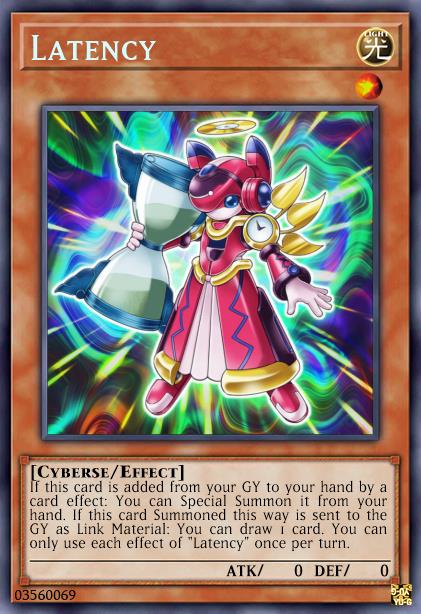 Latency
LIGHT
光
[Cyberse/Effect]
If this card is added from your GY to your hand by a
card effect: You can Special Summon it from your
hand. If this card Summoned this way is sent to the
GY as Link Material: You can draw 1 card. You can
only use each effect of "Latency" once per turn.
ATK/ 0 DEF/ 0
03560069